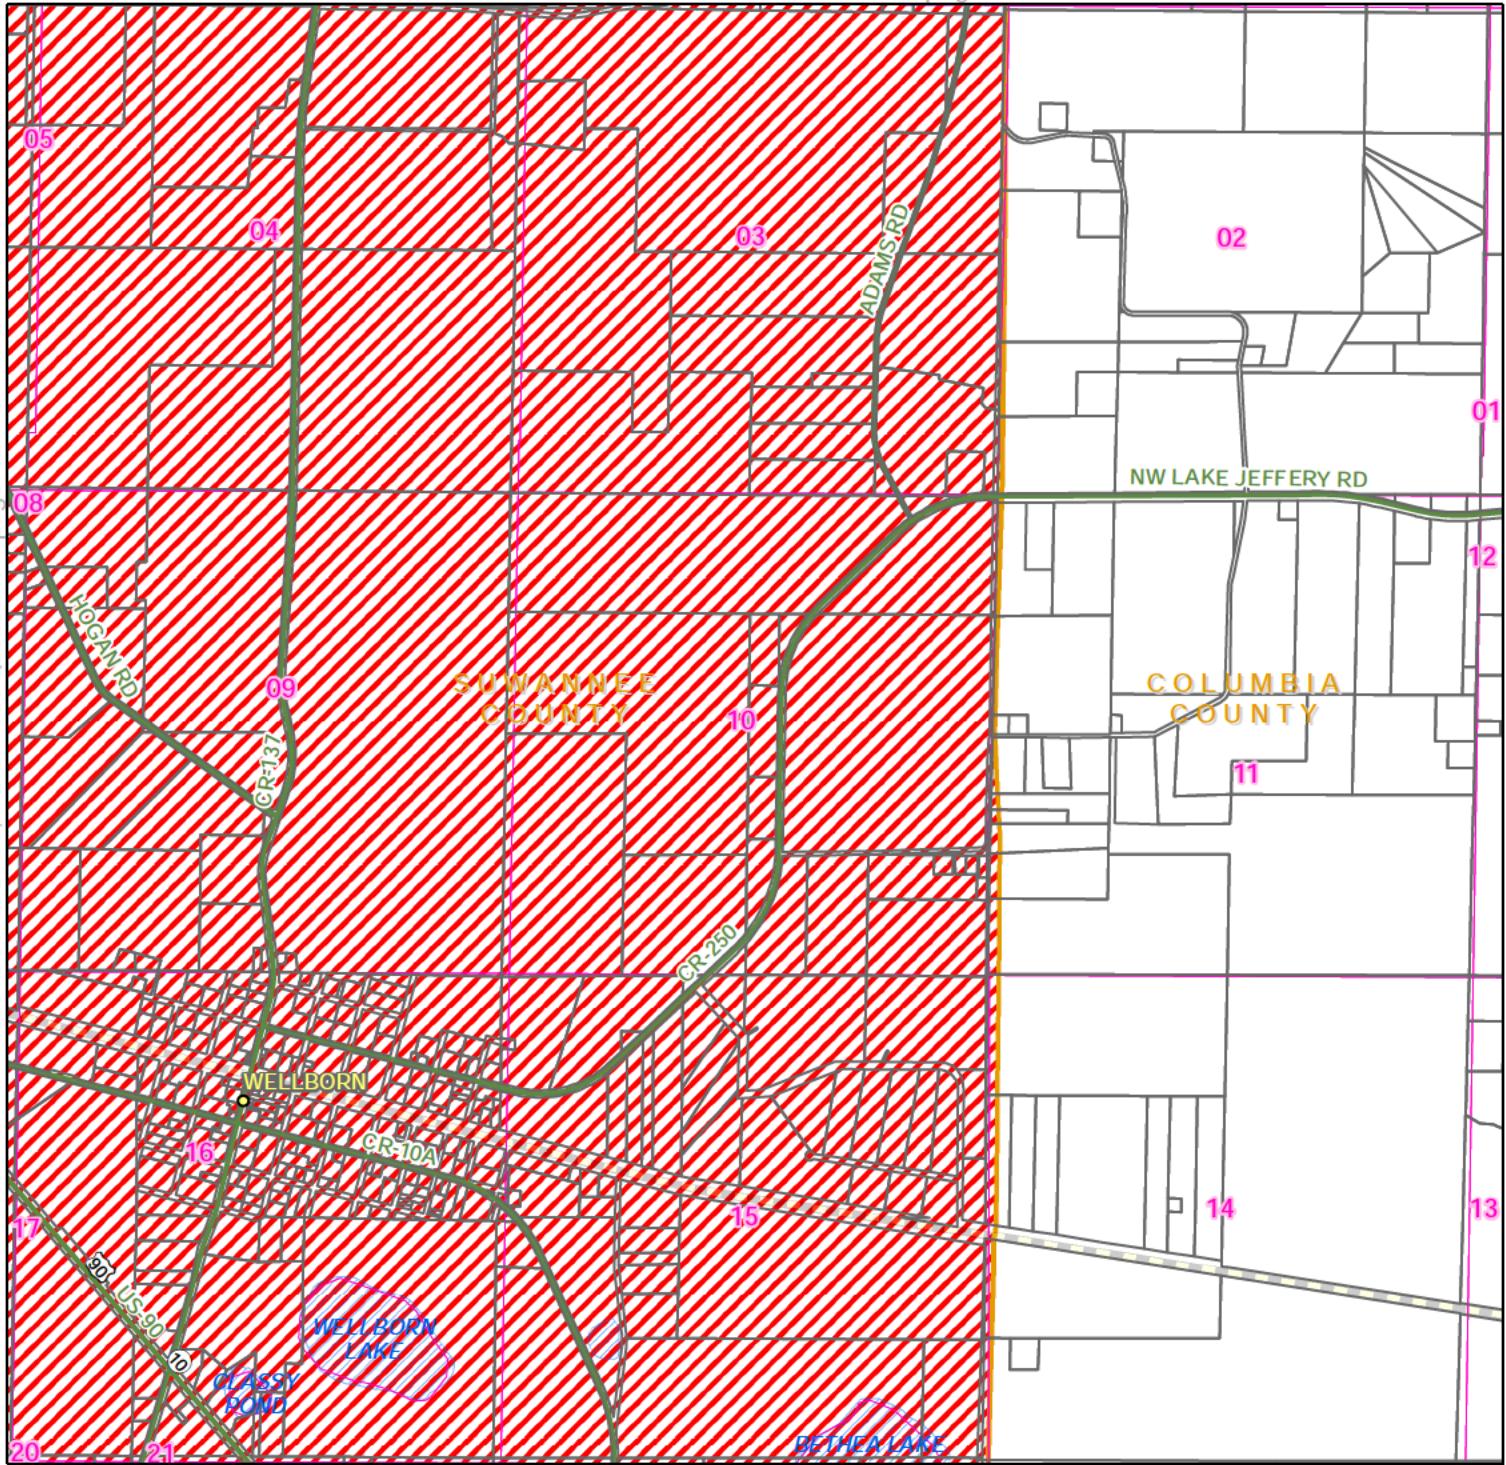 05
04
03
02
ADAMS RD
01
NW LAKE JEFFERY RD
08
12
HOGAN RD
09
SUWANNEE
COUNTY
10
COLUMBIA
COUNTY
CR-137
11
CR-250
WELLBORN
16
CR-10A
15
14
13
17
90
US-90
10
WELLBORN
LAKE
CLASSY
POND
BETHEA LAKE
20
21